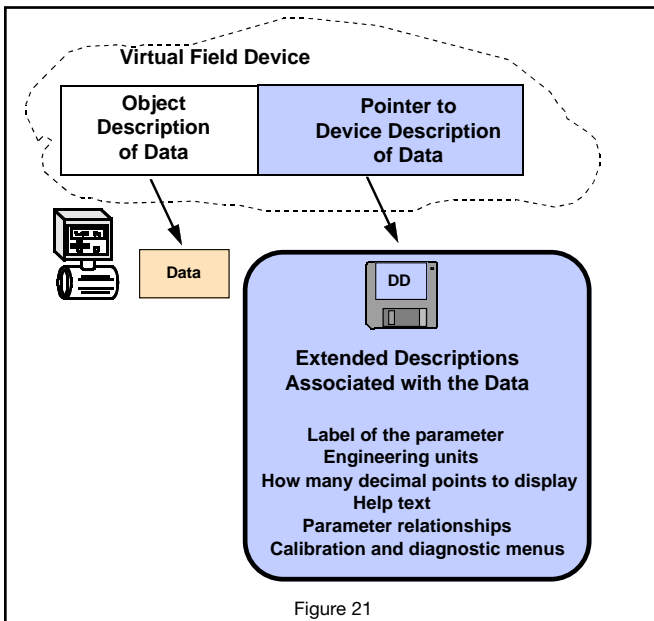 Virtual Field Device
Object
Description
of Data
Pointer to
Device Description
of Data
Data
DD
Extended Descriptions
Associated with the Data
Label of the parameter
Engineering units
How many decimal points to display
Help text
Parameter relationships
Calibration and diagnostic menus
Figure 21